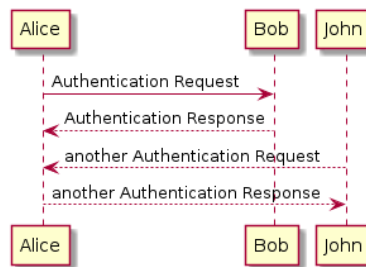 Alice Bob John
Authentication Request
Authentication Response
another Authentication Request
another Authentication Response
Alice Bob John